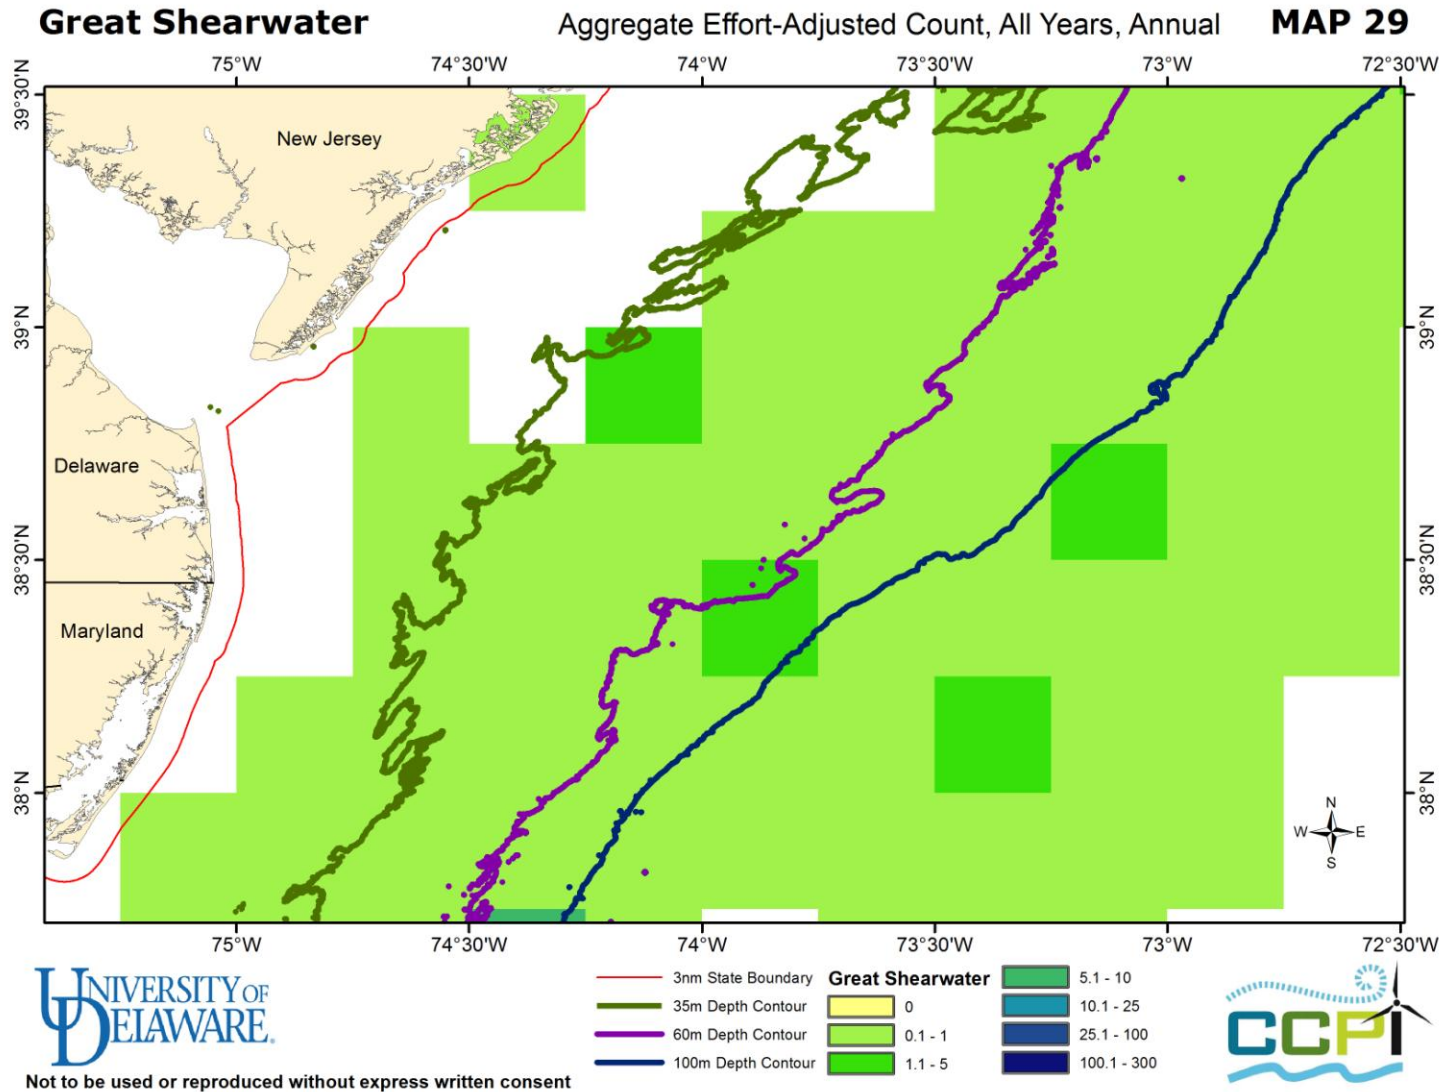 Great Shearwater
Aggregate Effort-Adjusted Count, All Years, Annual
MAP 29
75°W 74°30'W 74°W 73°30'W 73°W 72°30'W
39°30'N
39°N 39°N
38°30'N 38°30'N
38°N 38°N
New Jersey
Delaware
Maryland
N
W E
S
75°W 74°30'W 74°W 73°30'W 73°W 72°30'W
UNIVERSITY OF
DELAWARE.
3nm State Boundary
35m Depth Contour
60m Depth Contour
100m Depth Contour
Great Shearwater
0
0.1 - 1
1.1 - 5
5.1 - 10
10.1 - 25
25.1 - 100
100.1 - 300
CCPI
Not to be used or reproduced without express written consent